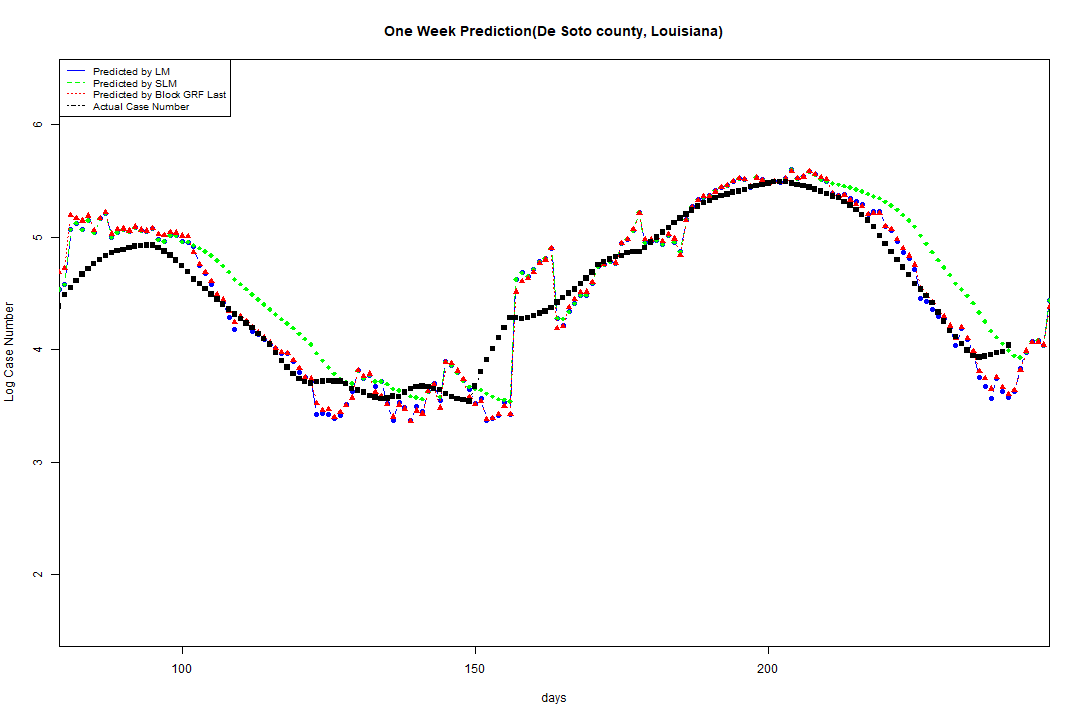 One Week Prediction(De Soto county, Louisiana)
Predicted by LM
Predicted by SLM
Predicted by Block GRF Last
Actual Case Number
6
5
4
3
2
Log Case Number
100 150 200
days